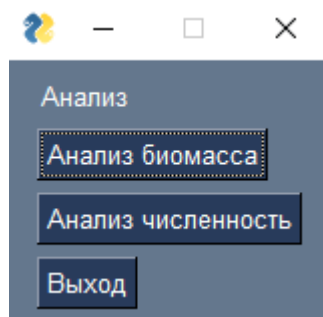 Анализ
Анализ биомасса
Анализ численность
Выход